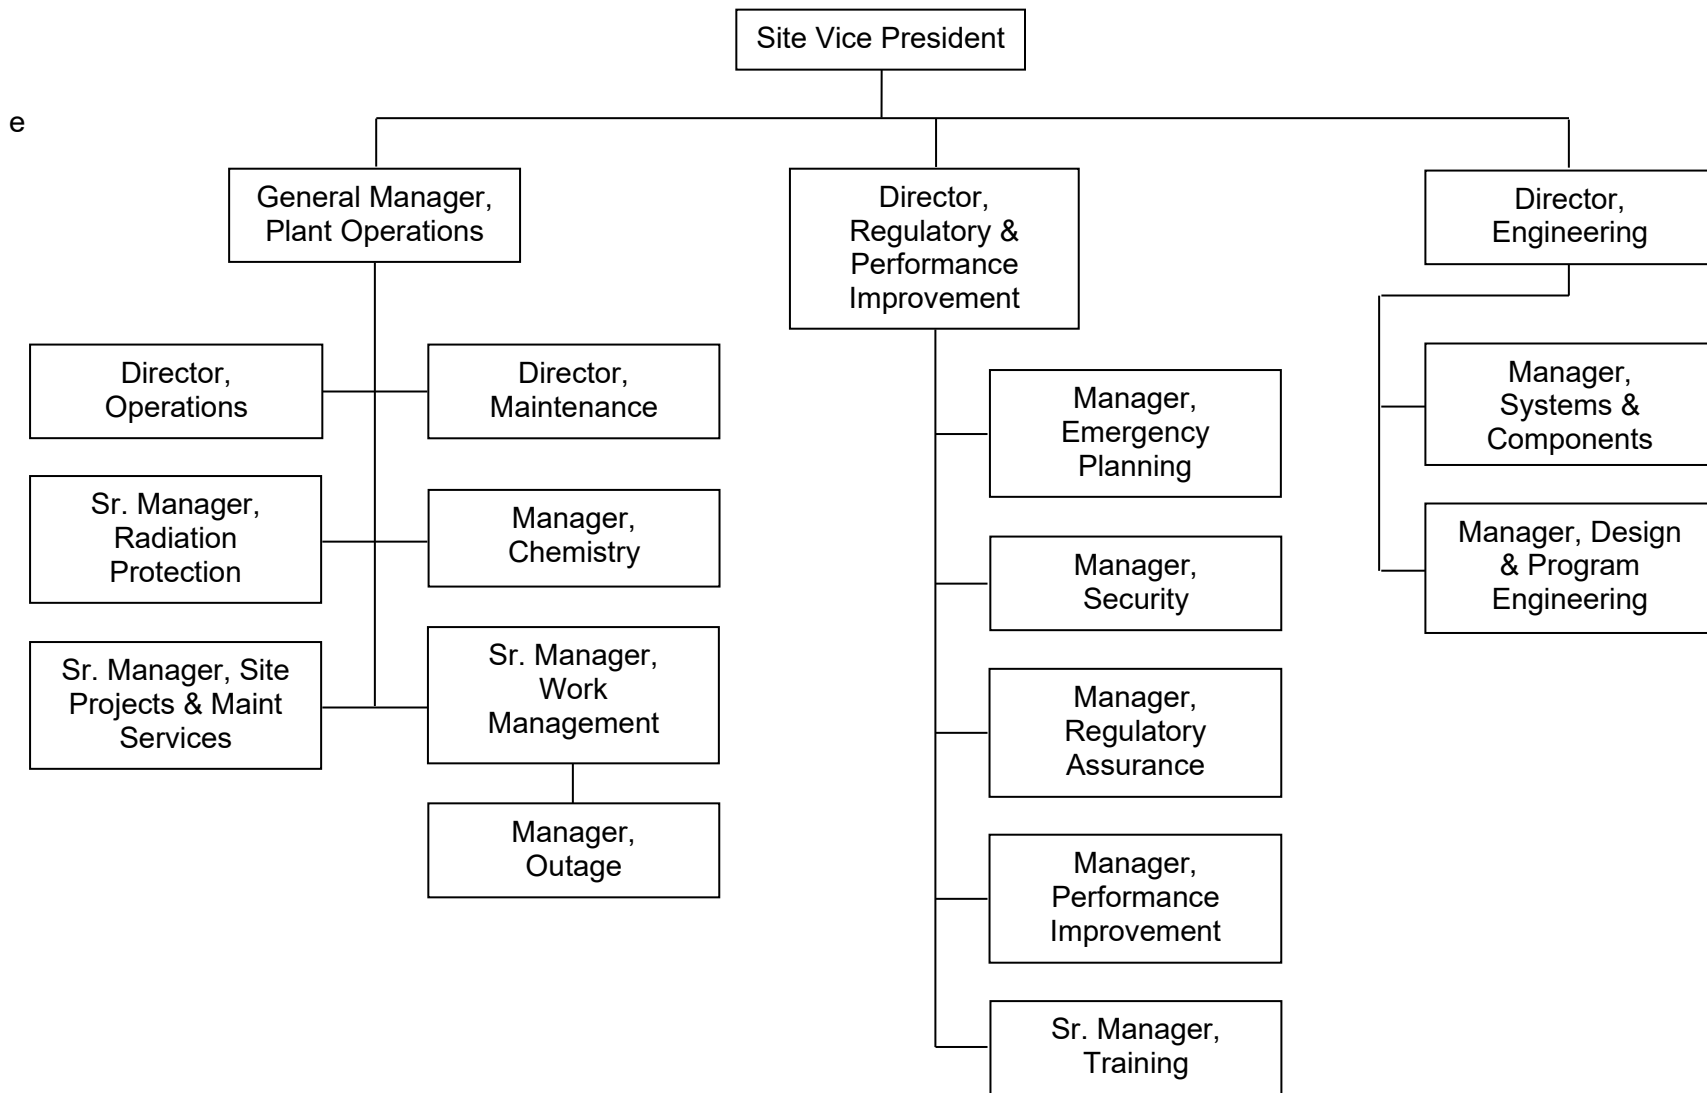 Site Vice President
e
General Manager,
Plant Operations
Director,
Regulatory &
Performance
Improvement
Director,
Engineering
Director,
Operations
Director,
Maintenance
Sr. Manager,
Radiation
Protection
Manager,
Chemistry
Sr. Manager, Site
Projects & Maint
Services
Sr. Manager,
Work
Management
Manager,
Outage
Manager,
Emergency
Planning
Manager,
Security
Manager,
Regulatory
Assurance
Manager,
Performance
Improvement
Sr. Manager,
Training
Manager,
Systems &
Components
Manager, Design
& Program
Engineering